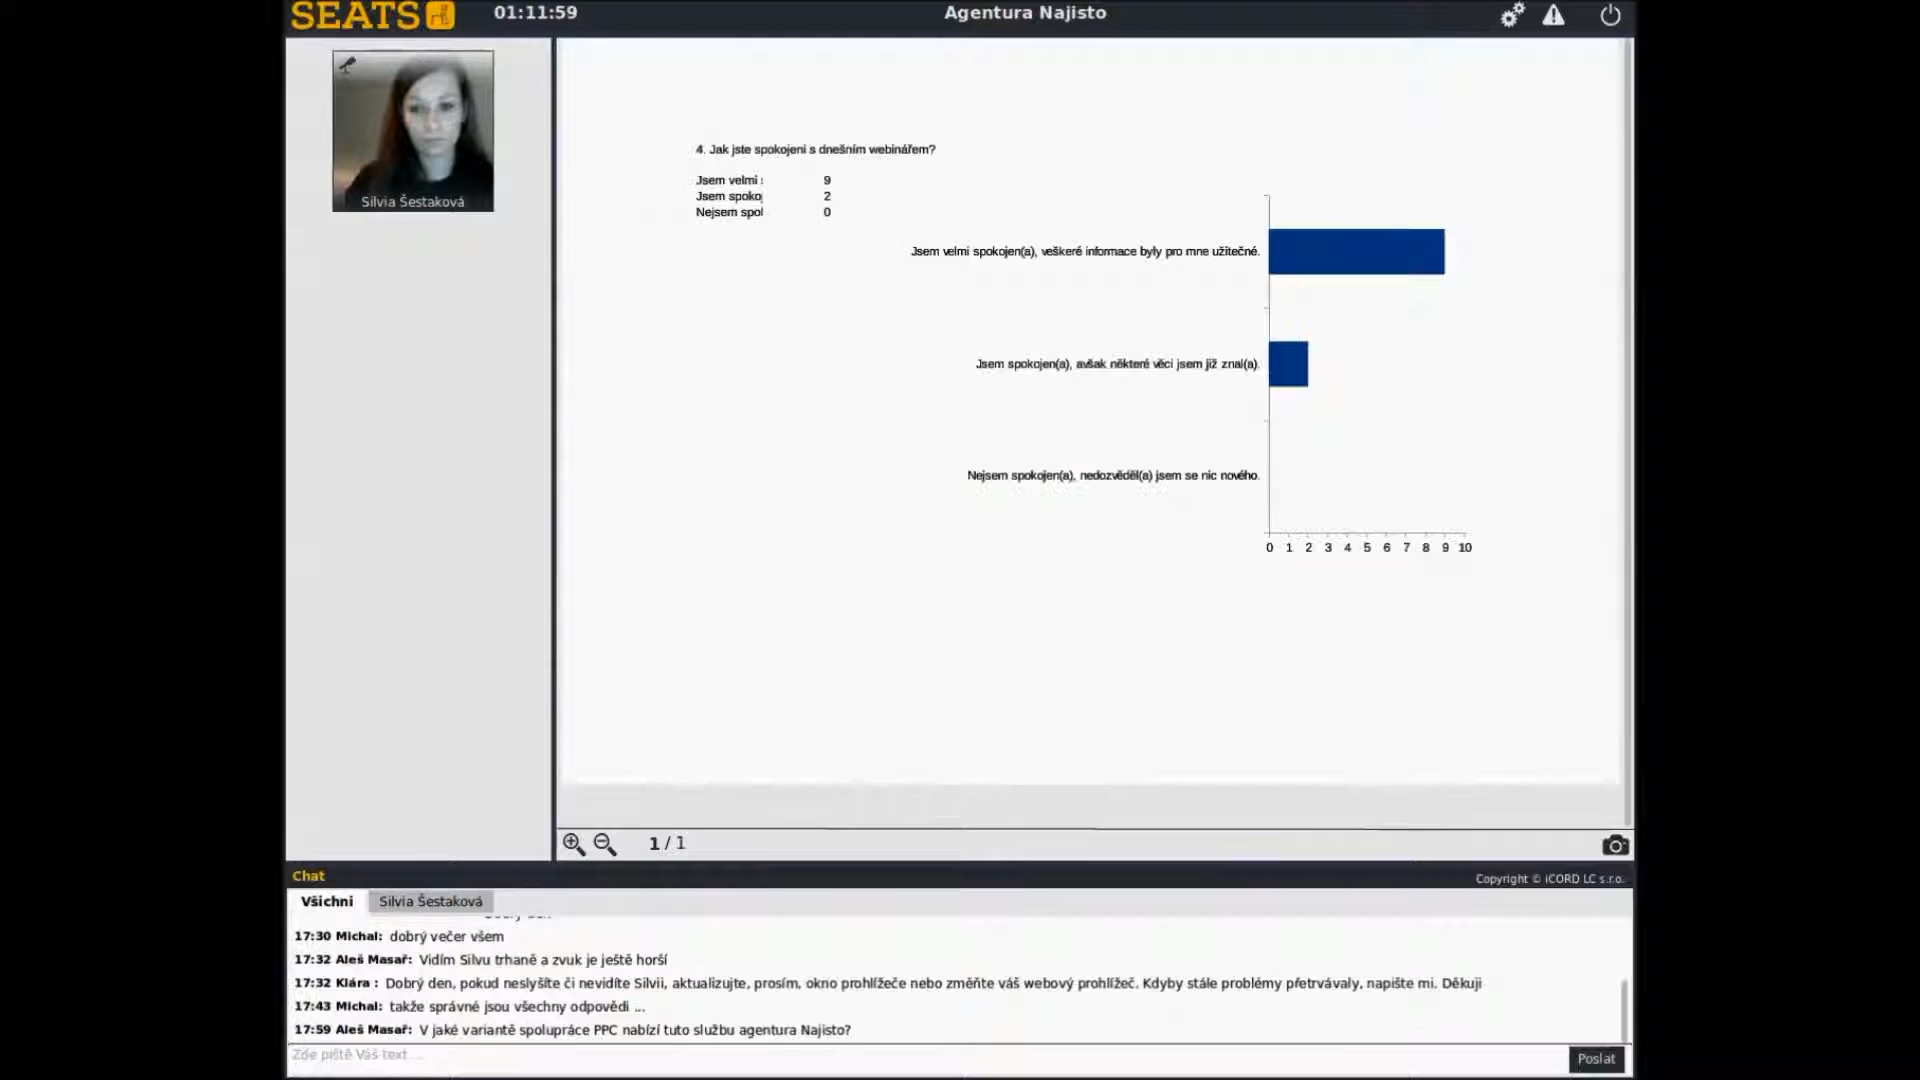 SEATS
01:11:59
Agentura Najisto
Silvia Šestaková
4. Jak jste spokojeni s dnešním webinářem?
Jsem velmi 9
Jsem spokoj 2
Nejsem spol 0
Jsem velmi spokojen(a), veškeré informace byly pro mne užitečné.
Jsem spokojen(a), avšak některé věci jsem již znal(a).
Nejsem spokojen(a), nedozvěděl(a) jsem se nic nového.
0 1 2 3 4 5 6 7 8 9 10
1 / 1
Chat
Copyright © iCORD LC s.r.o.
Všichni
Silvia Šestaková
17:30 Michal: dobrý večer všem
17:32 Aleš Masař: Vidím Silvu trhaně a zvuk je ještě horší
17:32 Klára : Dobrý den, pokud neslyšíte či nevidíte Silvii, aktualizujte, prosím, okno prohlížeče nebo změňte váš webový prohlížeč. Kdyby stále problémy přetrvávaly, napište mi. Děkuji
17:43 Michal: takže správné jsou všechny odpovědi ...
17:59 Aleš Masař: V jaké variantě spolupráce PPC nabízí tuto službu agentura Najisto?
Zde piště Váš text ...
Poslat